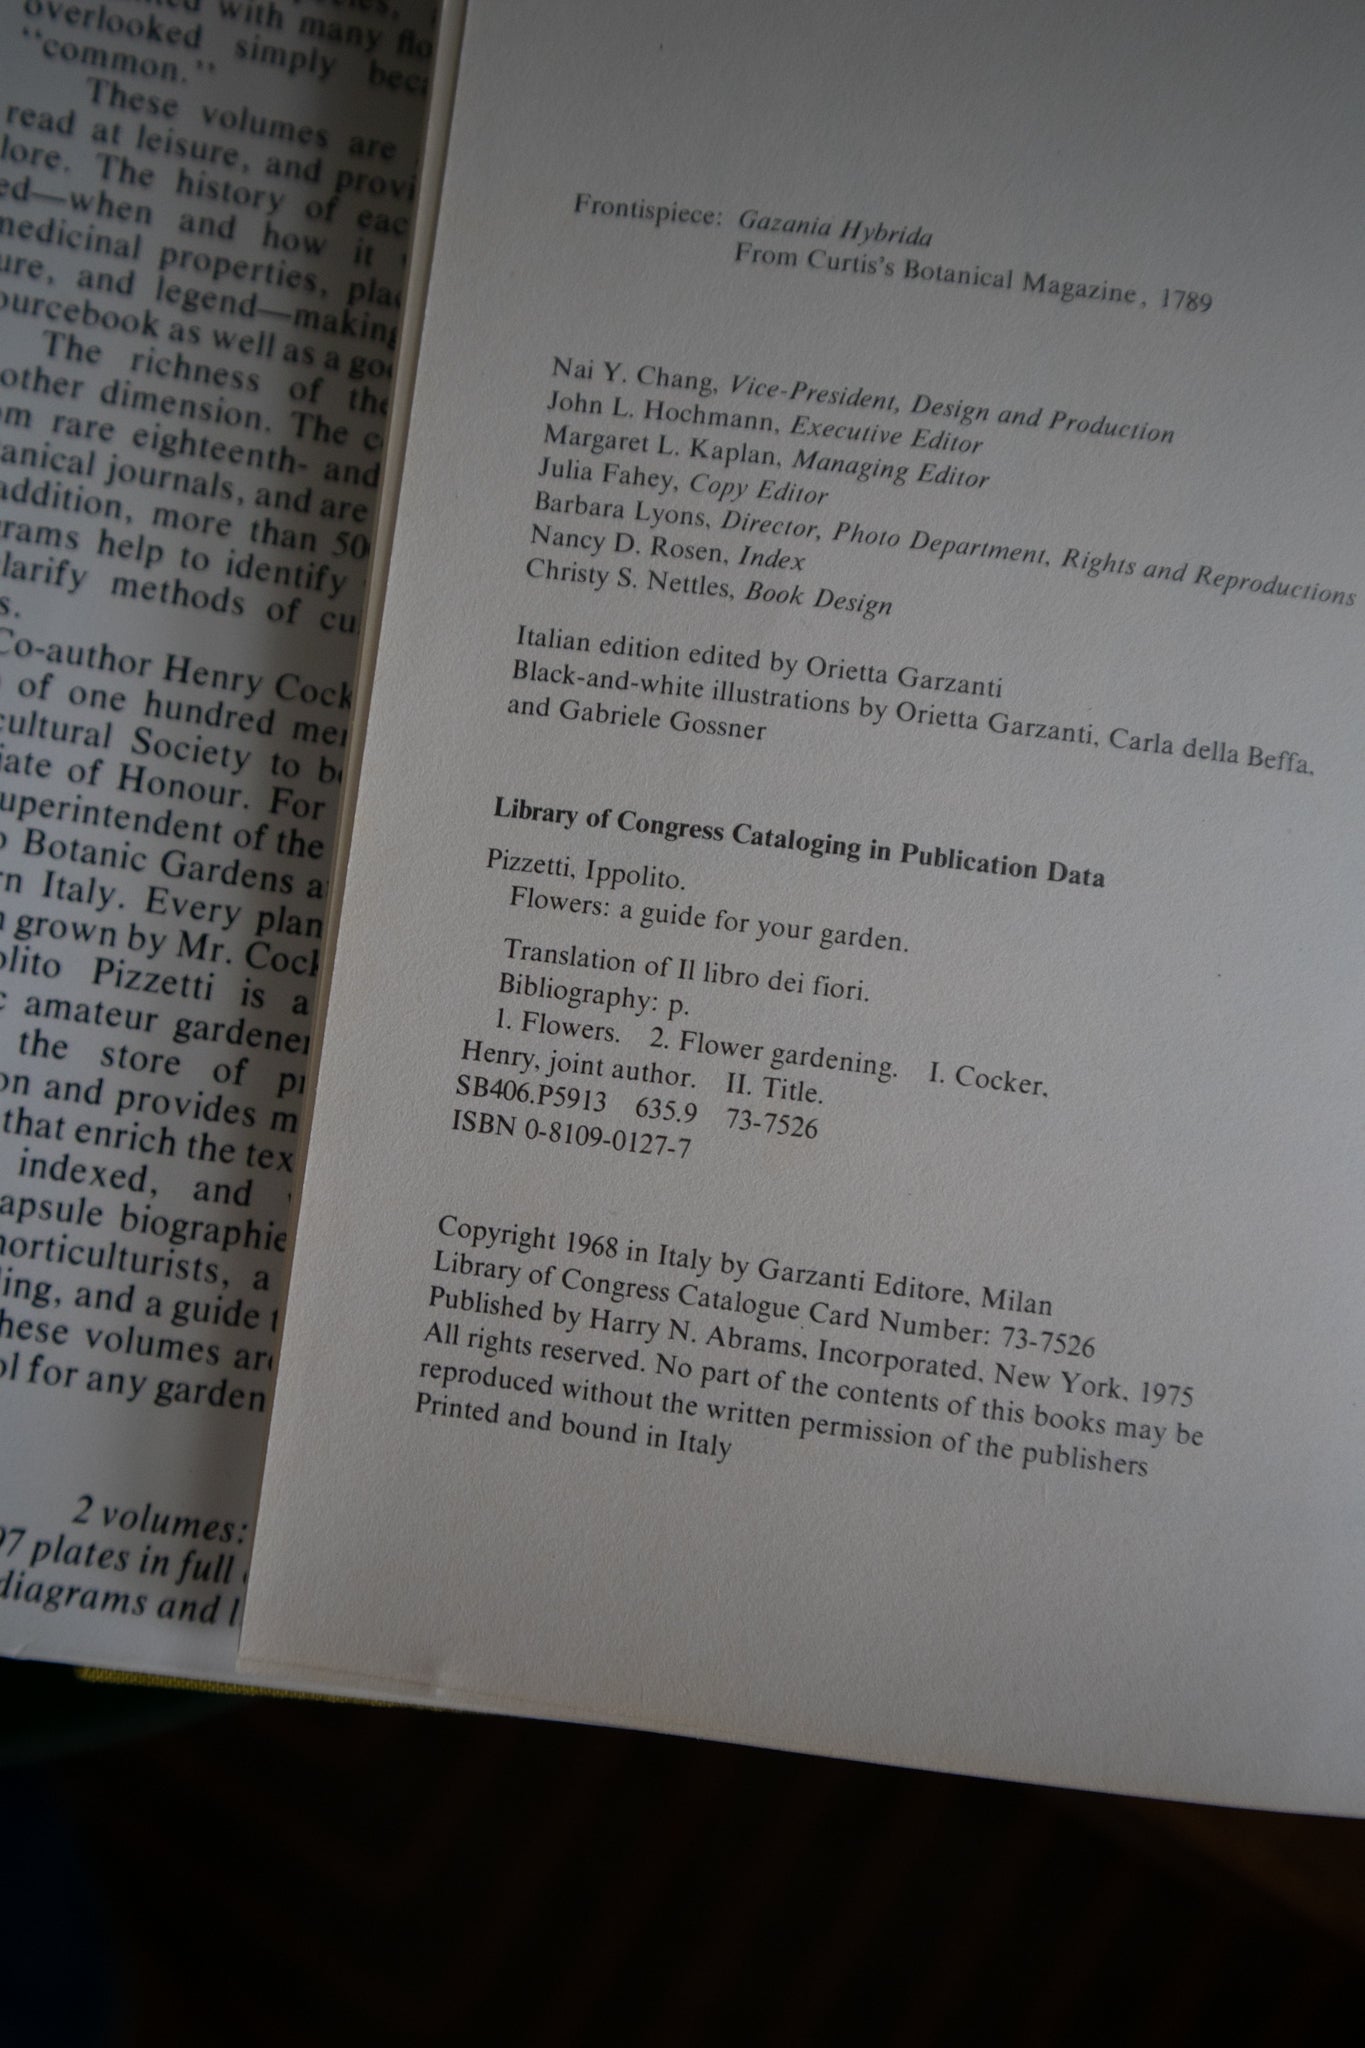 with many flo
overlooked simply bec
"common."
These volumes are
read at leisure, and provi
lore. The history of eac
ed—when and how it
medicinal properties, pla
ure, and legend—making
ourcebook as well as a go
The richness of the
other dimension. The c
om rare eighteenth- and
anical journals, and are
addition, more than 50
rams help to identify
larify methods of cu
s.
Co-author Henry Cock
of one hundred me
cultural Society to b
iate of Honour. For
uperintendent of the
o Botanic Gardens a
rn Italy. Every plan
n grown by Mr. Cock
olito Pizzetti is a
c amateur gardener
the store of pr
on and provides m
that enrich the tex
indexed, and
apsule biographie
horticulturists, a
ing, and a guide t
hese volumes are
ol for any garden
2 volumes:
97 plates in full
diagrams and l
Frontispiece: Gazania Hybrida
From Curtis's Botanical Magazine, 1789
Nai Y. Chang, Vice-President, Design and Production
John L. Hochmann, Executive Editor
Margaret L. Kaplan, Managing Editor
Julia Fahey, Copy Editor
Barbara Lyons, Director, Photo Department, Rights and Reproductions
Nancy D. Rosen, Index
Christy S. Nettles, Book Design
Italian edition edited by Orietta Garzanti
Black-and-white illustrations by Orietta Garzanti, Carla della Beffa,
and Gabriele Gossner
Library of Congress Cataloging in Publication Data
Pizzetti, Ippolito.
Flowers: a guide for your garden.
Translation of Il libro dei fiori.
Bibliography: p.
1. Flowers. 2. Flower gardening. I. Cocker,
Henry, joint author. II. Title.
SB406.P5913 635.9 73-7526
ISBN 0-8109-0127-7
Copyright 1968 in Italy by Garzanti Editore, Milan
Library of Congress Catalogue Card Number: 73-7526
Published by Harry N. Abrams, Incorporated, New York, 1975
All rights reserved. No part of the contents of this books may be
reproduced without the written permission of the publishers
Printed and bound in Italy